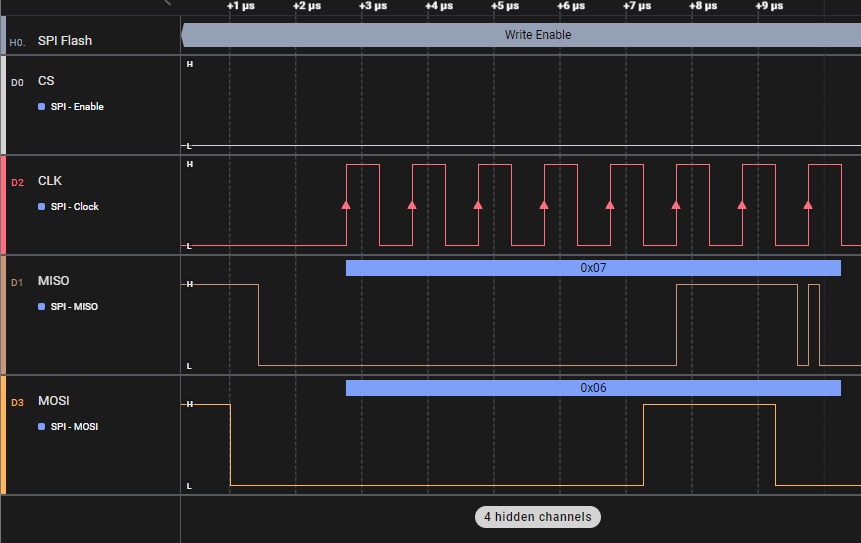 +1 µs +2 µs +3 µs +4 µs +5 µs +6 µs +7 µs +8 µs +9 µs
H0. SPI Flash Write Enable
H
D0 CS
SPI - Enable
L
H
D2 CLK
SPI - Clock
L
0x07
D1 MISO H
SPI - MISO
L
0x06
D3 MOSI H
SPI - MOSI
L
4 hidden channels